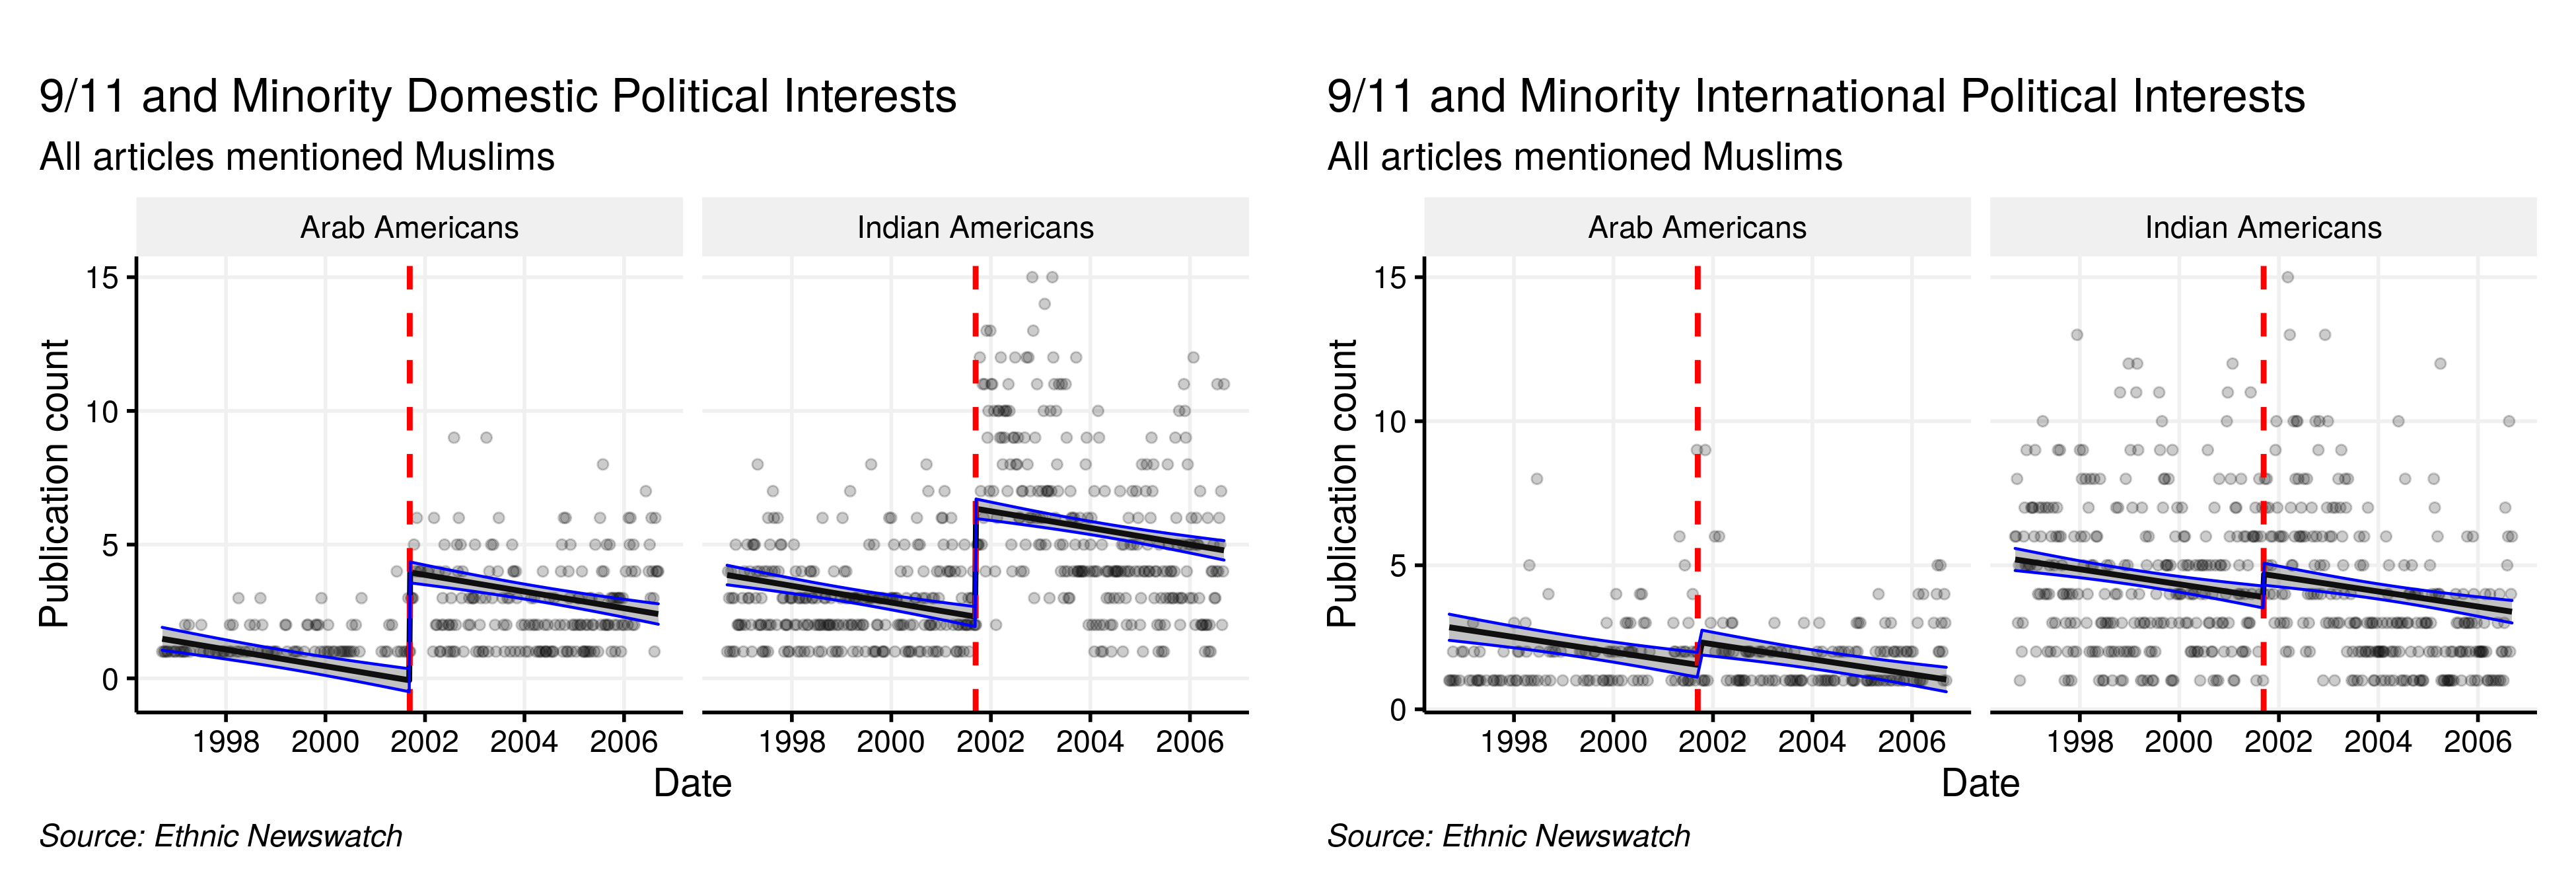 9/11 and Minority Domestic Political Interests
All articles mentioned Muslims
Arab Americans
Indian Americans
15
10
5
0
Publication count
1998 2000 2002 2004 2006
1998 2000 2002 2004 2006
Date
Source: Ethnic Newswatch
9/11 and Minority International Political Interests
All articles mentioned Muslims
Arab Americans
Indian Americans
15
10
5
0
Publication count
1998 2000 2002 2004 2006
1998 2000 2002 2004 2006
Date
Source: Ethnic Newswatch